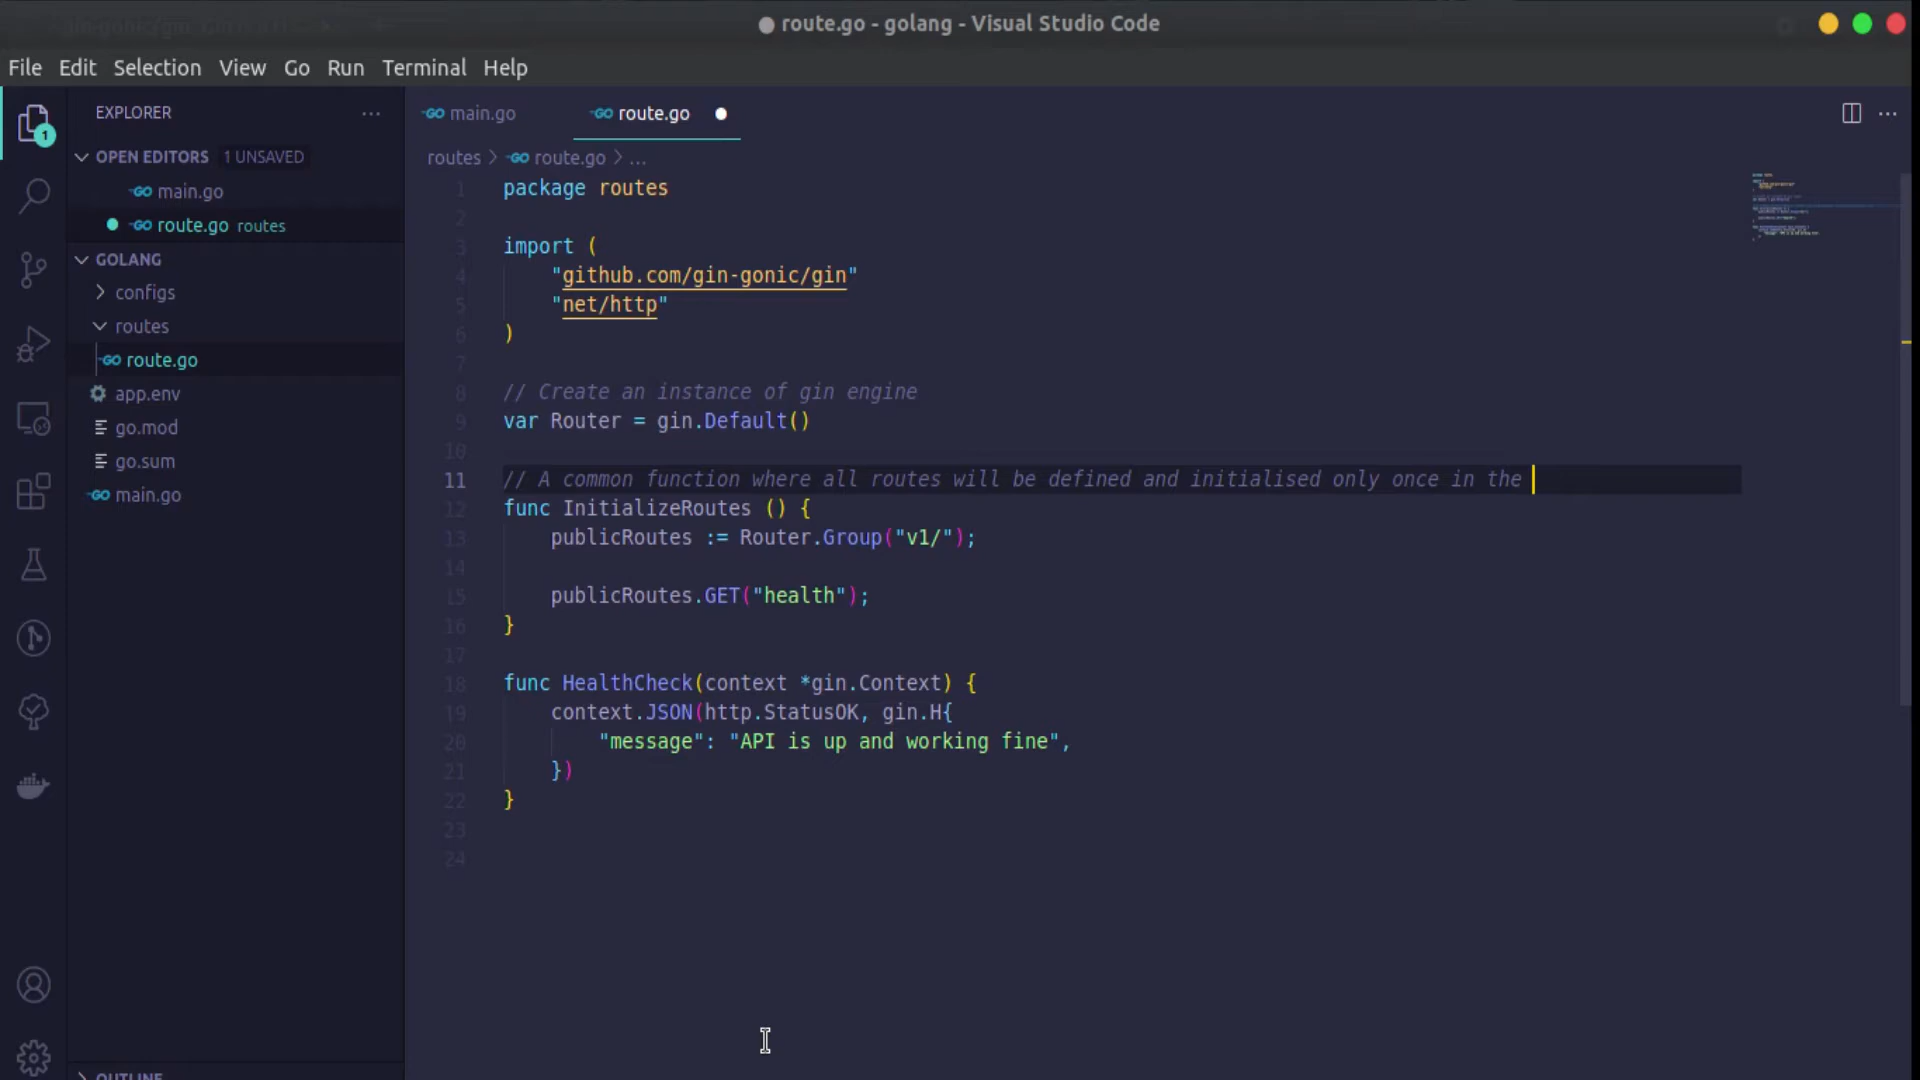 route.go - golang - Visual Studio Code
File Edit Selection View Go Run Terminal Help
EXPLORER
OPEN EDITORS 1 UNSAVED
main.go
route.go routes
GOLANG
configs
routes
route.go
app.env
go.mod
go.sum
main.go
OUTLINE
1
main.go route.go
routes > route.go > ...
1 package routes
2
3 import (
4 "github.com/gin-gonic/gin"
5 "net/http"
6 )
7
8 // Create an instance of gin engine
9 var Router = gin.Default()
10
11 // A common function where all routes will be defined and initialised only once in the
12 func InitializeRoutes () {
13 publicRoutes := Router.Group("v1/");
14
15 publicRoutes.GET("health");
16 }
17
18 func HealthCheck(context *gin.Context) {
19 context.JSON(http.StatusOK, gin.H{
20 "message": "API is up and working fine",
21 })
22 }
23
24